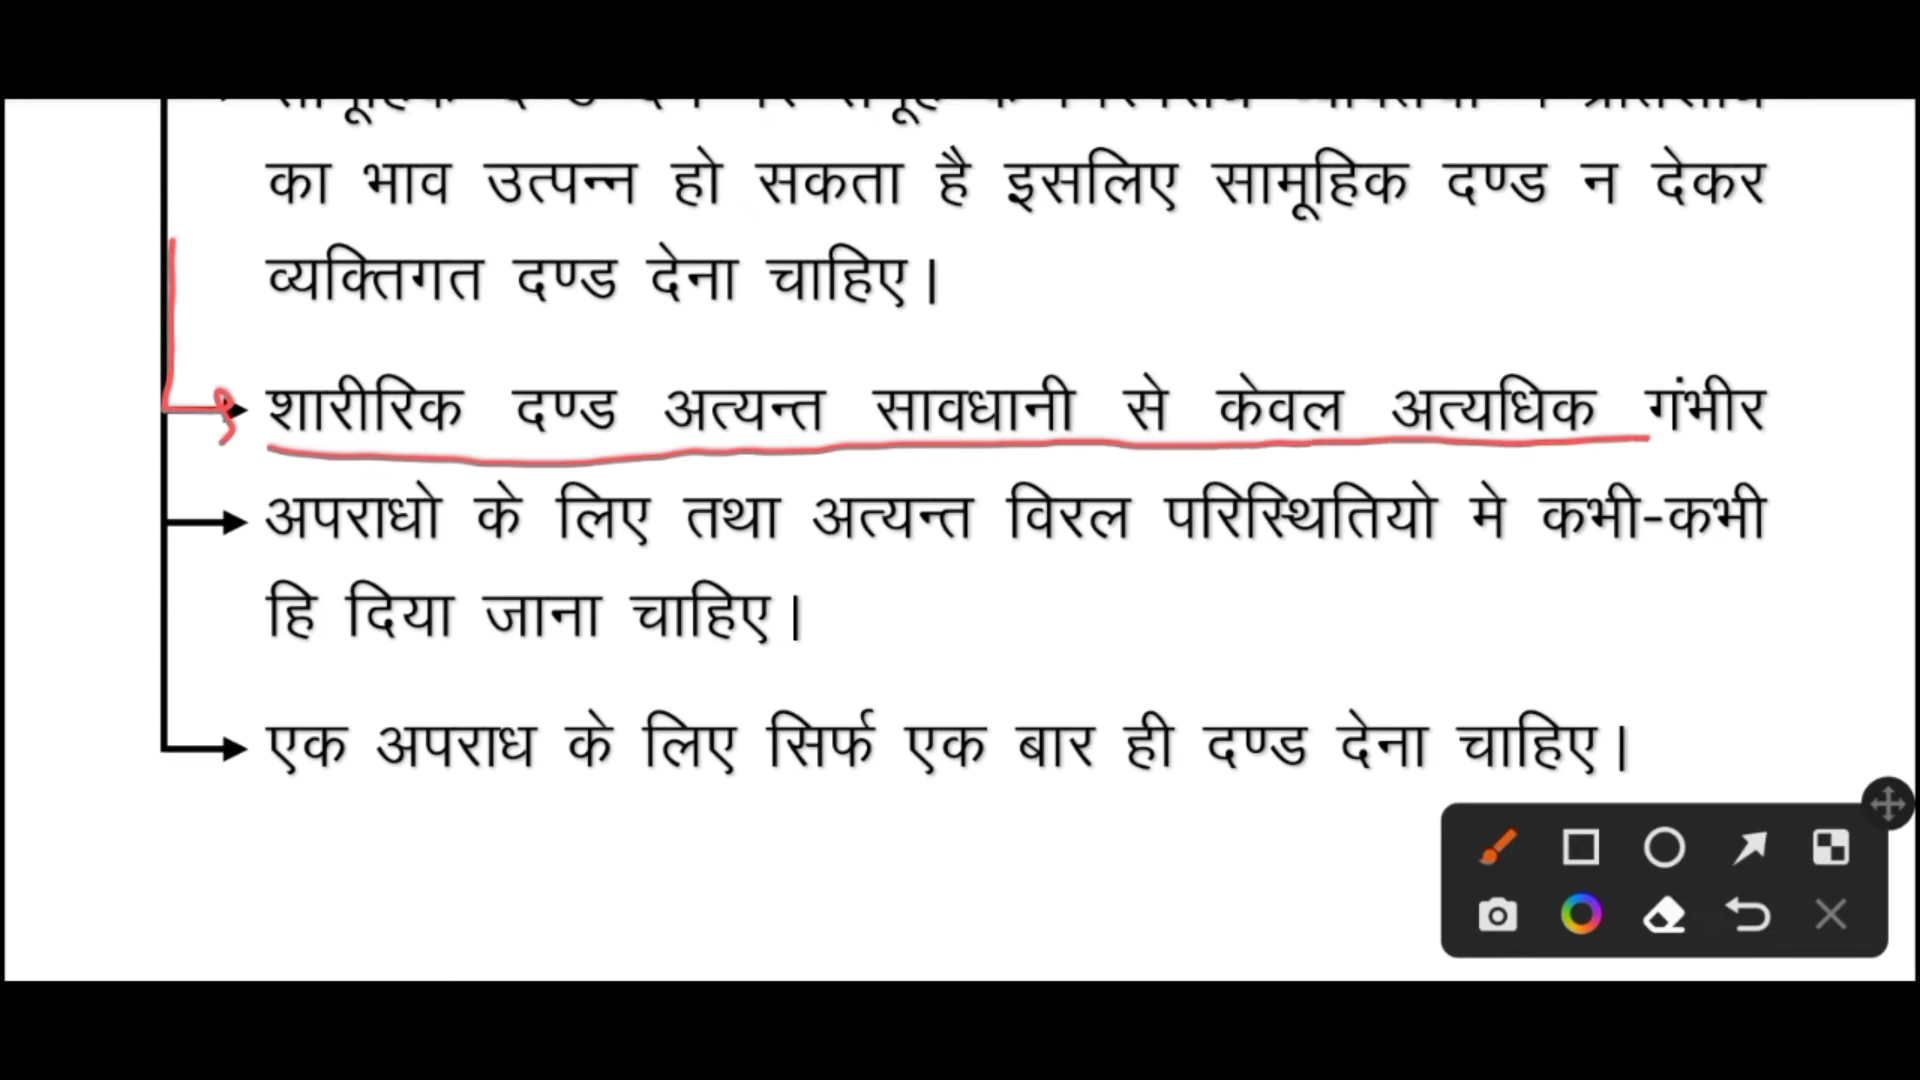 का भाव उत्पन्न हो सकता है इसलिए सामूहिक दण्ड न देकर
व्यक्तिगत दण्ड देना चाहिए।
शारीरिक दण्ड अत्यन्त सावधानी से केवल अत्यधिक गंभीर
अपराधो के लिए तथा अत्यन्त विरल परिस्थितियो मे कभी-कभी
हि दिया जाना चाहिए।
एक अपराध के लिए सिर्फ एक बार ही दण्ड देना चाहिए।